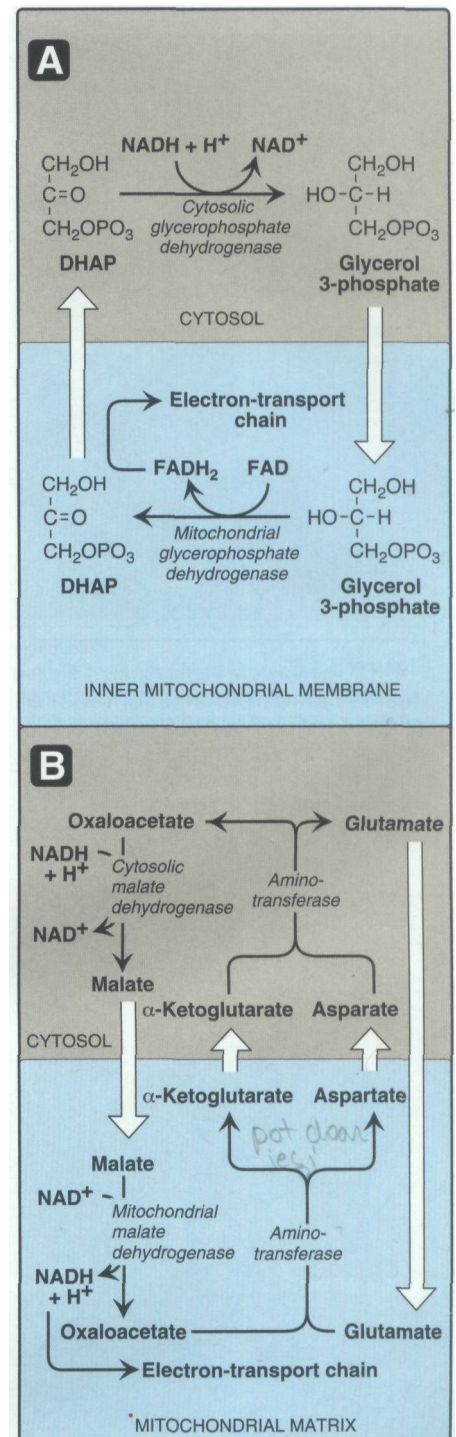 A
NADH + H+ NAD+
CH2OH
C=O
CH2OPO3
DHAP
Cytosolic
glycerophosphate
dehydrogenase
CH2OH
HO-C-H
CH2OPO3
Glycerol
3-phosphate
CYTOSOL
Electron-transport
chain
FADH2 FAD
CH2OH
C=O
CH2OPO3
DHAP
Mitochondrial
glycerophosphate
dehydrogenase
CH2OH
HO-C-H
CH2OPO3
Glycerol
3-phosphate
INNER MITOCHONDRIAL MEMBRANE
B
Oxaloacetate
Glutamate
NADH
+ H+
Cytosolic
malate
dehydrogenase
Amino-
transferase
NAD+
Malate
α-Ketoglutarate Asparate
CYTOSOL
α-Ketoglutarate Aspartate
Malate
NAD+
Mitochondrial
malate
dehydrogenase
Amino-
transferase
NADH
+ H+
Oxaloacetate
Glutamate
Electron-transport chain
MITOCHONDRIAL MATRIX